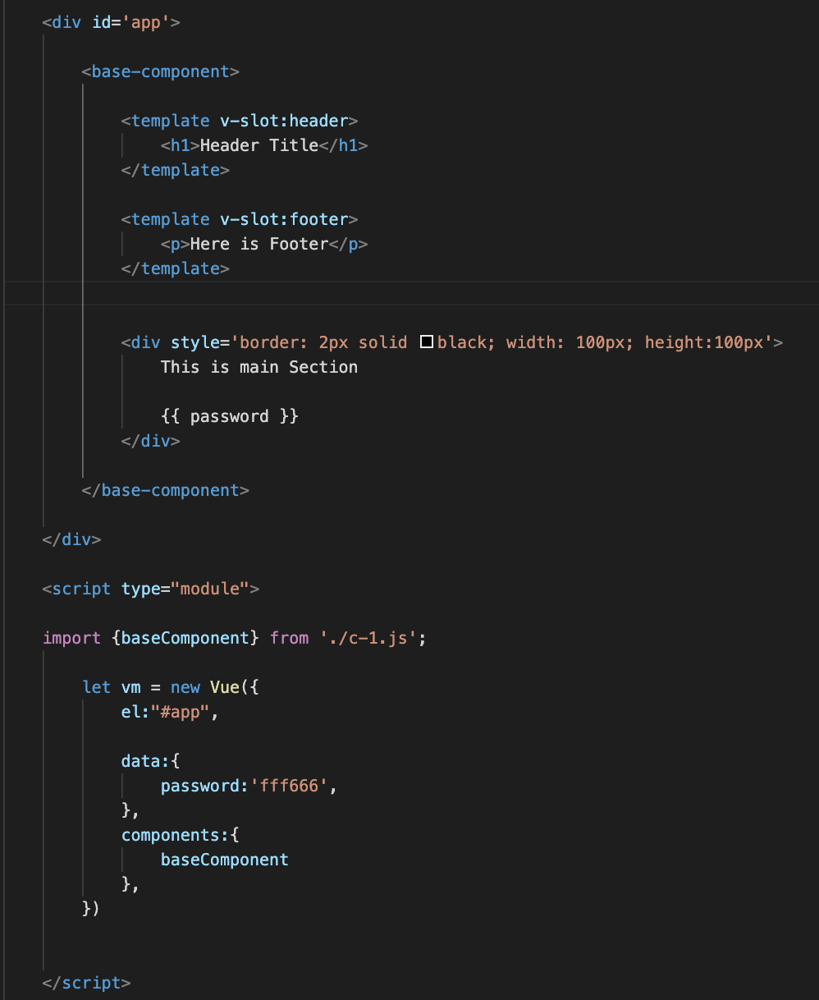 <div id='app'>
<base-component>
<template v-slot:header>
<h1>Header Title</h1>
</template>
<template v-slot:footer>
<p>Here is Footer</p>
</template>
<div style='border: 2px solid black; width: 100px; height:100px'>
This is main Section
{{ password }}
</div>
</base-component>
</div>
<script type="module">
import {baseComponent} from './c-1.js';
let vm = new Vue({
el:"#app",
data:{
password:'fff666',
},
components:{
baseComponent
},
})
</script>